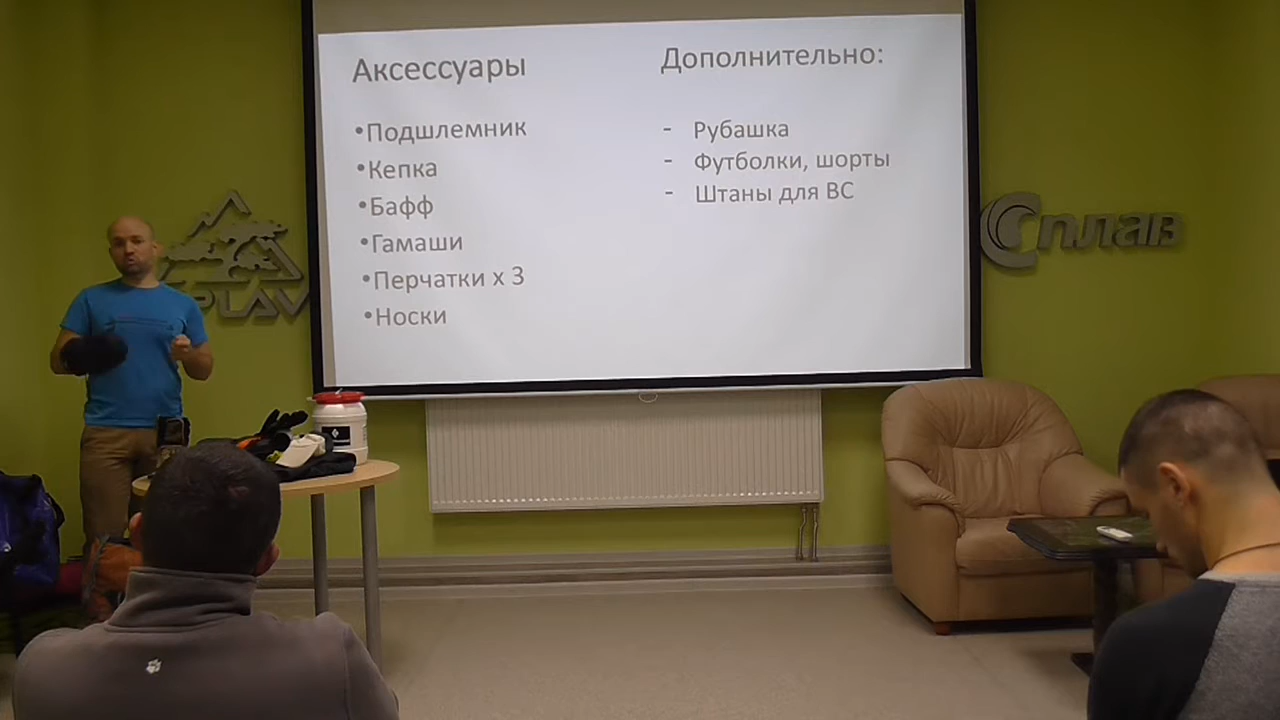 Аксессуары
•Подшлемник
•Кепка
•Бафф
•Гамаши
•Перчатки х 3
•Носки
Дополнительно:
- Рубашка
- Футболки, шорты
- Штаны для ВС
SPLAV
Сплав